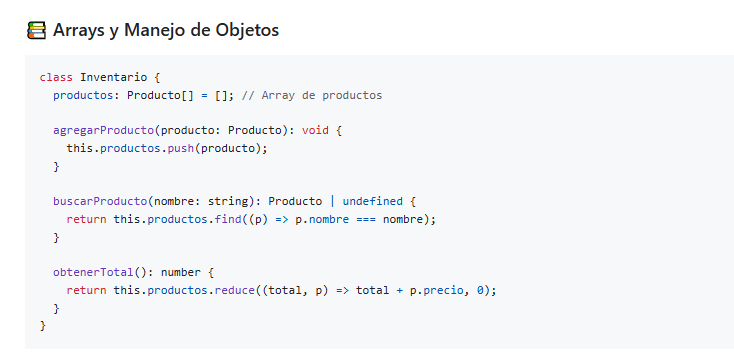 📚 Arrays y Manejo de Objetos
class Inventario {
  productos: Producto[] = []; // Array de productos

  agregarProducto(producto: Producto): void {
    this.productos.push(producto);
  }

  buscarProducto(nombre: string): Producto | undefined {
    return this.productos.find((p) => p.nombre === nombre);
  }

  obtenerTotal(): number {
    return this.productos.reduce((total, p) => total + p.precio, 0);
  }
}